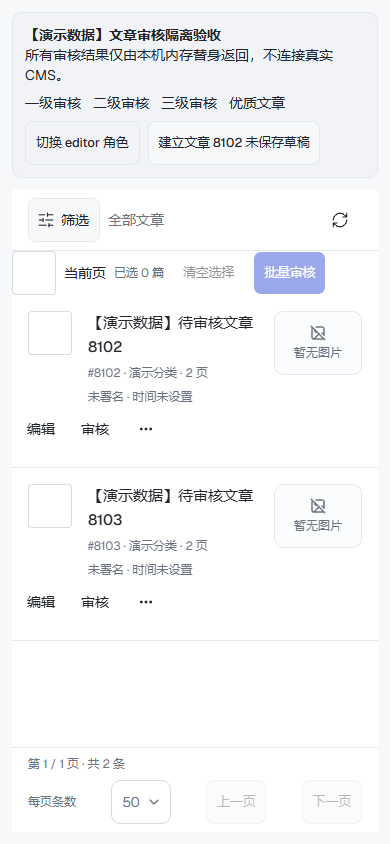 【演示数据】文章审核隔离验收
所有审核结果仅由本机内存替身返回，不连接真实
CMS。
一级审核 二级审核 三级审核 优质文章
切换 editor 角色 建立文章 8102 未保存草稿
筛选 全部文章
当前页 已选 0 篇 清空选择 批量审核
【演示数据】待审核文章
8102
#8102 · 演示分类 · 2 页
未署名 · 时间未设置
暂无图片
编辑 审核 ···
【演示数据】待审核文章
8103
#8103 · 演示分类 · 2 页
未署名 · 时间未设置
暂无图片
编辑 审核 ···
第 1 / 1 页 · 共 2 条
每页条数 50 上一页 下一页